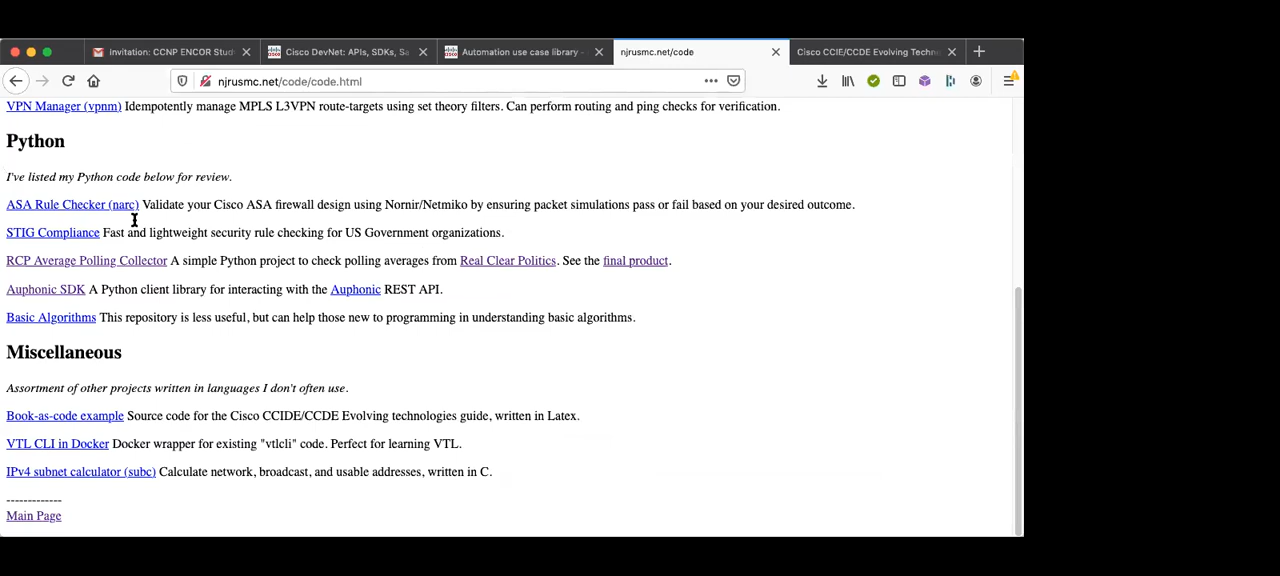 Invitation: CCNP ENCOR Stud
Cisco DevNet: APIs, SDKs, Sa
Automation use case library -
njrusmc.net/code
Cisco CCIE/CCDE Evolving Techn
njrusmc.net/code/code.html
VPN Manager (vpnm) Idempotently manage MPLS L3VPN route-targets using set theory filters. Can perform routing and ping checks for verification.
Python
I've listed my Python code below for review.
ASA Rule Checker (narc) Validate your Cisco ASA firewall design using Nornir/Netmiko by ensuring packet simulations pass or fail based on your desired outcome.
STIG Compliance Fast and lightweight security rule checking for US Government organizations.
RCP Average Polling Collector A simple Python project to check polling averages from Real Clear Politics. See the final product.
Auphonic SDK A Python client library for interacting with the Auphonic REST API.
Basic Algorithms This repository is less useful, but can help those new to programming in understanding basic algorithms.
Miscellaneous
Assortment of other projects written in languages I don't often use.
Book-as-code example Source code for the Cisco CCIDE/CCDE Evolving technologies guide, written in Latex.
VTL CLI in Docker Docker wrapper for existing "vtlcli" code. Perfect for learning VTL.
IPv4 subnet calculator (subc) Calculate network, broadcast, and usable addresses, written in C.
-------------
Main Page